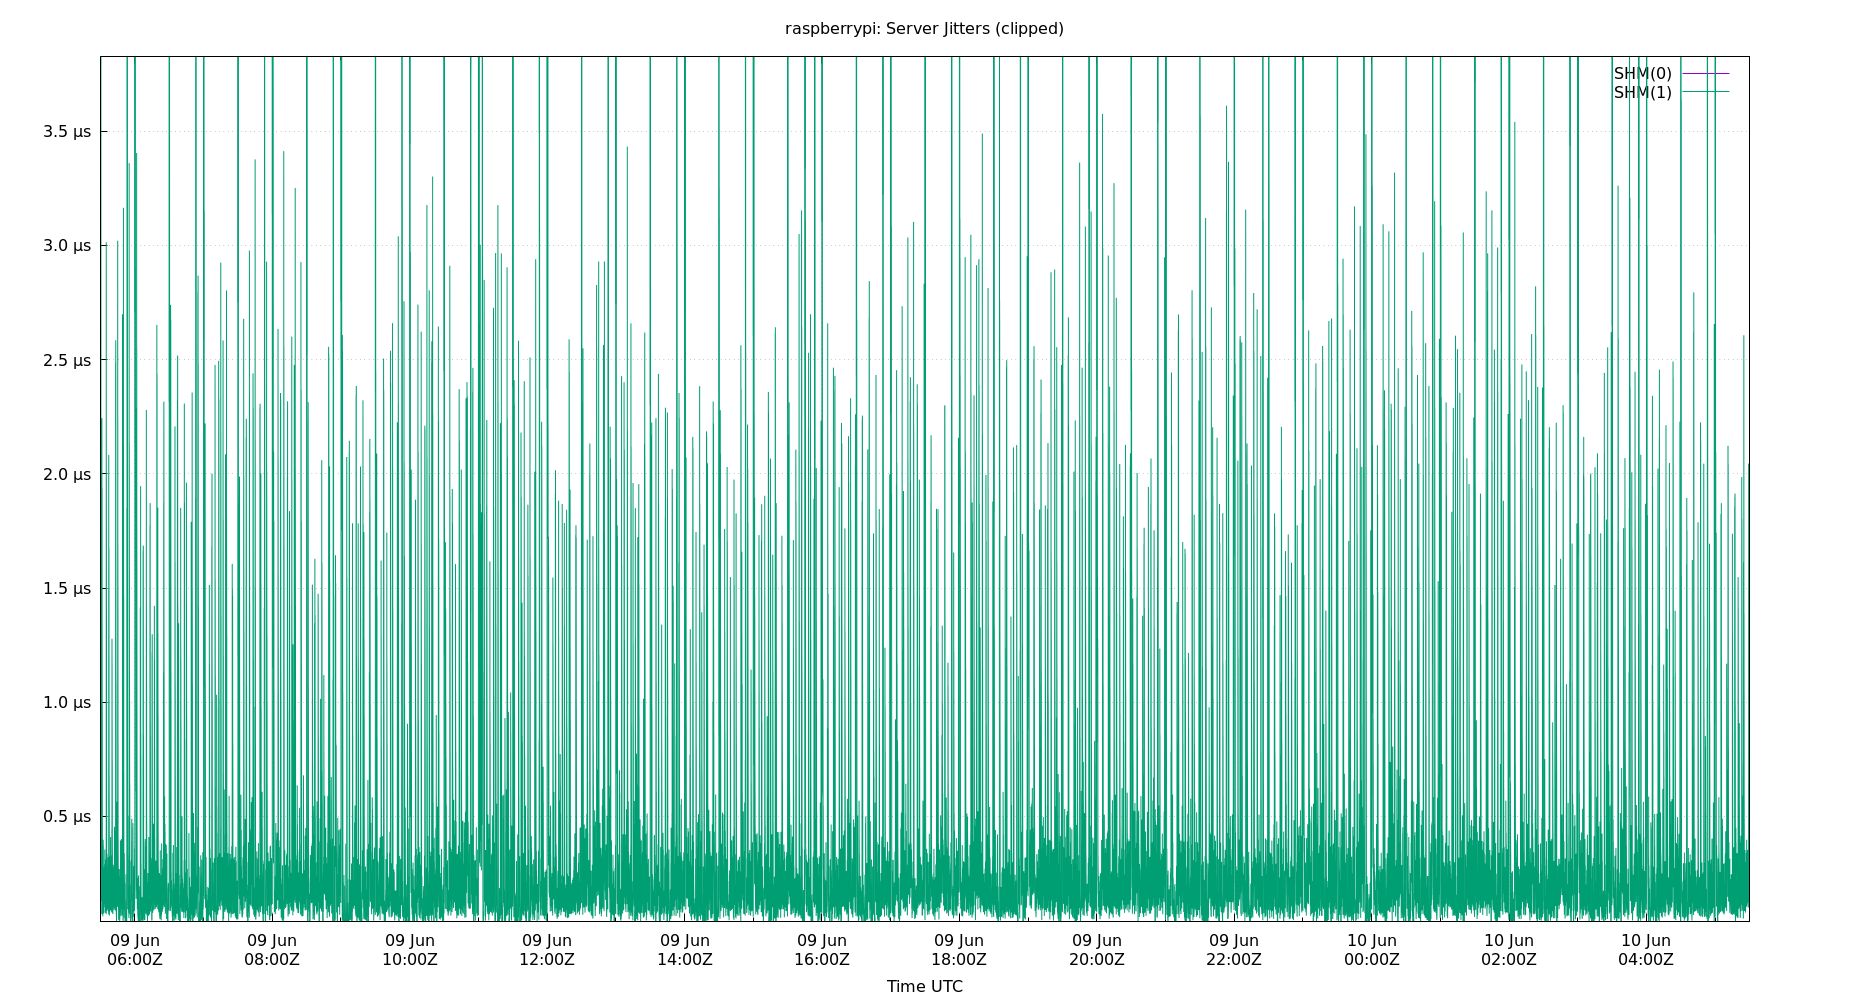 raspberrypi: Server Jitters (clipped)
SHM(0)
SHM(1)
3.5 µs
3.0 µs
2.5 µs
2.0 µs
1.5 µs
1.0 µs
0.5 µs
09 Jun 09 Jun 09 Jun 09 Jun 09 Jun 09 Jun 09 Jun 09 Jun 09 Jun 10 Jun 10 Jun 10 Jun
06:00Z 08:00Z 10:00Z 12:00Z 14:00Z 16:00Z 18:00Z 20:00Z 22:00Z 00:00Z 02:00Z 04:00Z
Time UTC